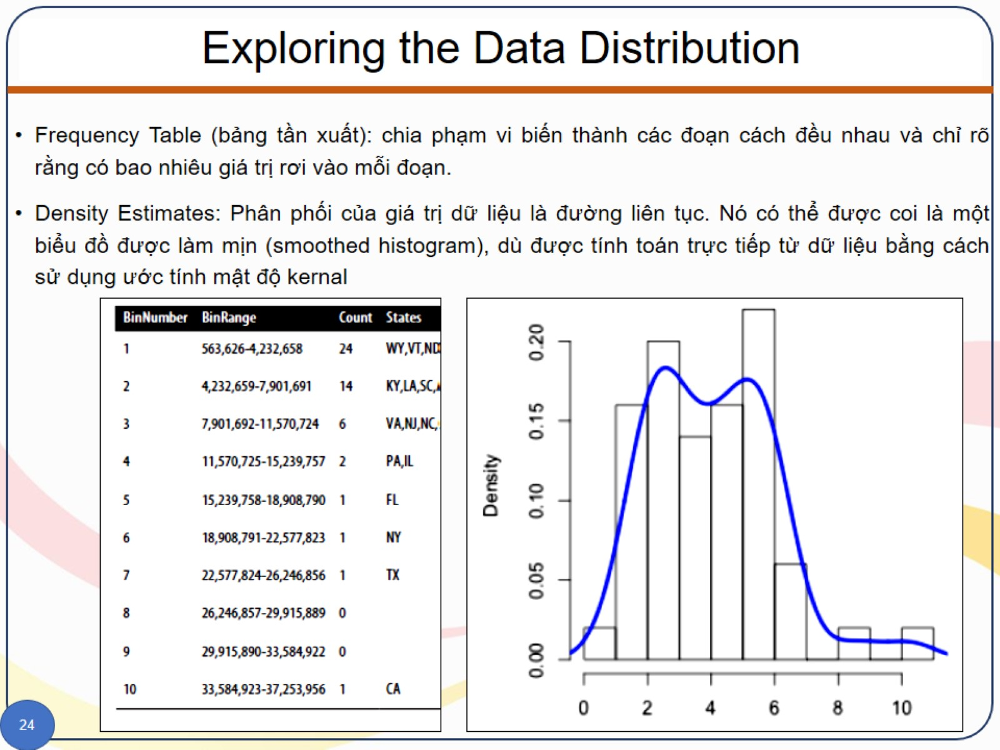 Exploring the Data Distribution
• Frequency Table (bảng tần xuất): chia phạm vi biến thành các đoạn cách đều nhau và chỉ rõ
rằng có bao nhiêu giá trị rơi vào mỗi đoạn.
• Density Estimates: Phân phối của giá trị dữ liệu là đường liên tục. Nó có thể được coi là một
biểu đồ được làm mịn (smoothed histogram), dù được tính toán trực tiếp từ dữ liệu bằng cách
sử dụng ước tính mật độ kernal
BinNumber BinRange Count States
1 563,626-4,232,658 24 WY,VT,ND
2 4,232,659-7,901,691 14 KY,LA,SC,
3 7,901,692-11,570,724 6 VA,NJ,NC,
4 11,570,725-15,239,757 2 PA,IL
5 15,239,758-18,908,790 1 FL
6 18,908,791-22,577,823 1 NY
7 22,577,824-26,246,856 1 TX
8 26,246,857-29,915,889 0
9 29,915,890-33,584,922 0
10 33,584,923-37,253,956 1 CA
Density
0.20
0.15
0.10
0.05
0.00
0 2 4 6 8 10
24